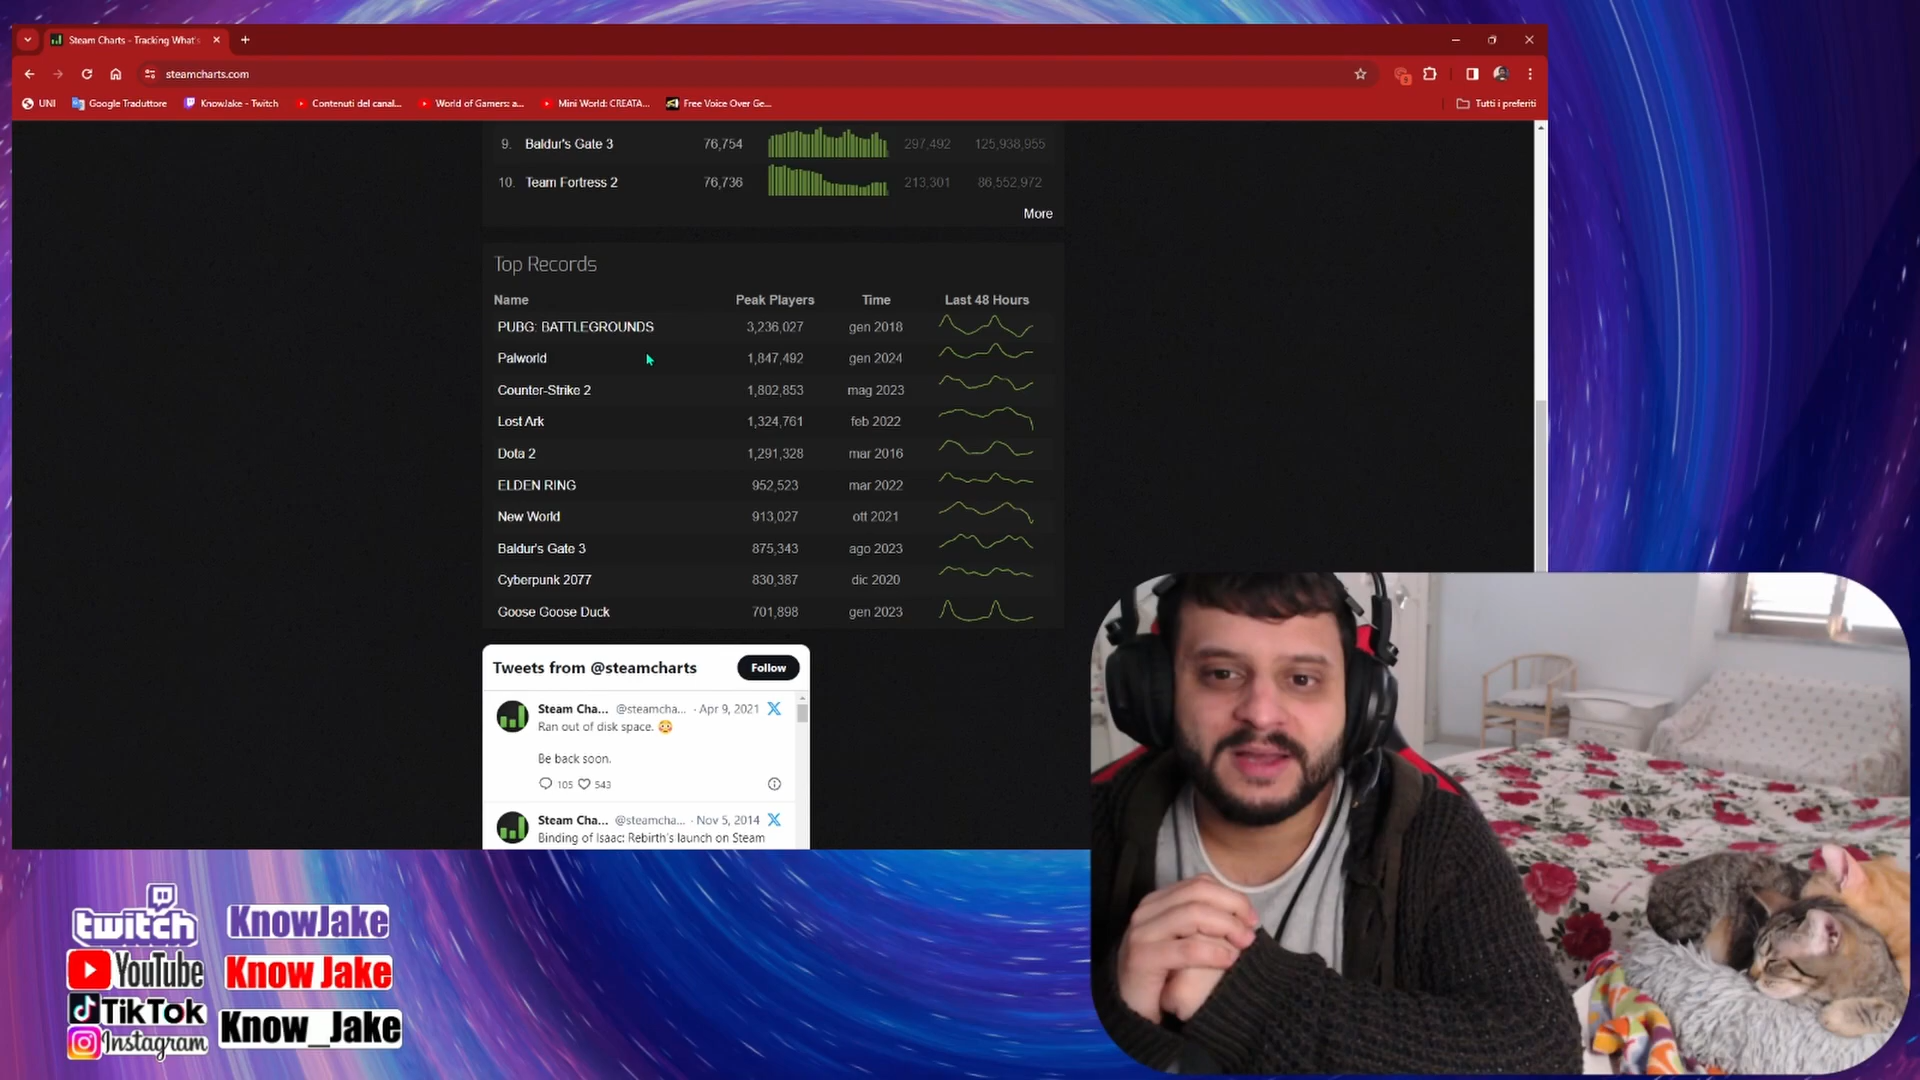 Steam Charts - Tracking What's
steamcharts.com
UNI
Google Traduttore
KnowJake - Twitch
Contenuti del canal...
World of Gamers: a...
Mini World: CREATA...
Free Voice Over Ge...
Tutti i preferiti
9. Baldur's Gate 3 76,754 297,492 125,938,955
10. Team Fortress 2 76,736 213,301 86,552,972
More
Top Records
Name Peak Players Time Last 48 Hours
PUBG: BATTLEGROUNDS 3,236,027 gen 2018
Palworld 1,847,492 gen 2024
Counter-Strike 2 1,802,853 mag 2023
Lost Ark 1,324,761 feb 2022
Dota 2 1,291,328 mar 2016
ELDEN RING 952,523 mar 2022
New World 913,027 ott 2021
Baldur's Gate 3 875,343 ago 2023
Cyberpunk 2077 830,387 dic 2020
Goose Goose Duck 701,898 gen 2023
Tweets from @steamcharts Follow
Steam Cha... @steamcha... · Apr 9, 2021
Ran out of disk space. 😳
Be back soon.
105 543
Steam Cha... @steamcha... · Nov 5, 2014
Binding of Isaac: Rebirth's launch on Steam
twitch KnowJake
YouTube Know Jake
TikTok
Instagram Know_Jake